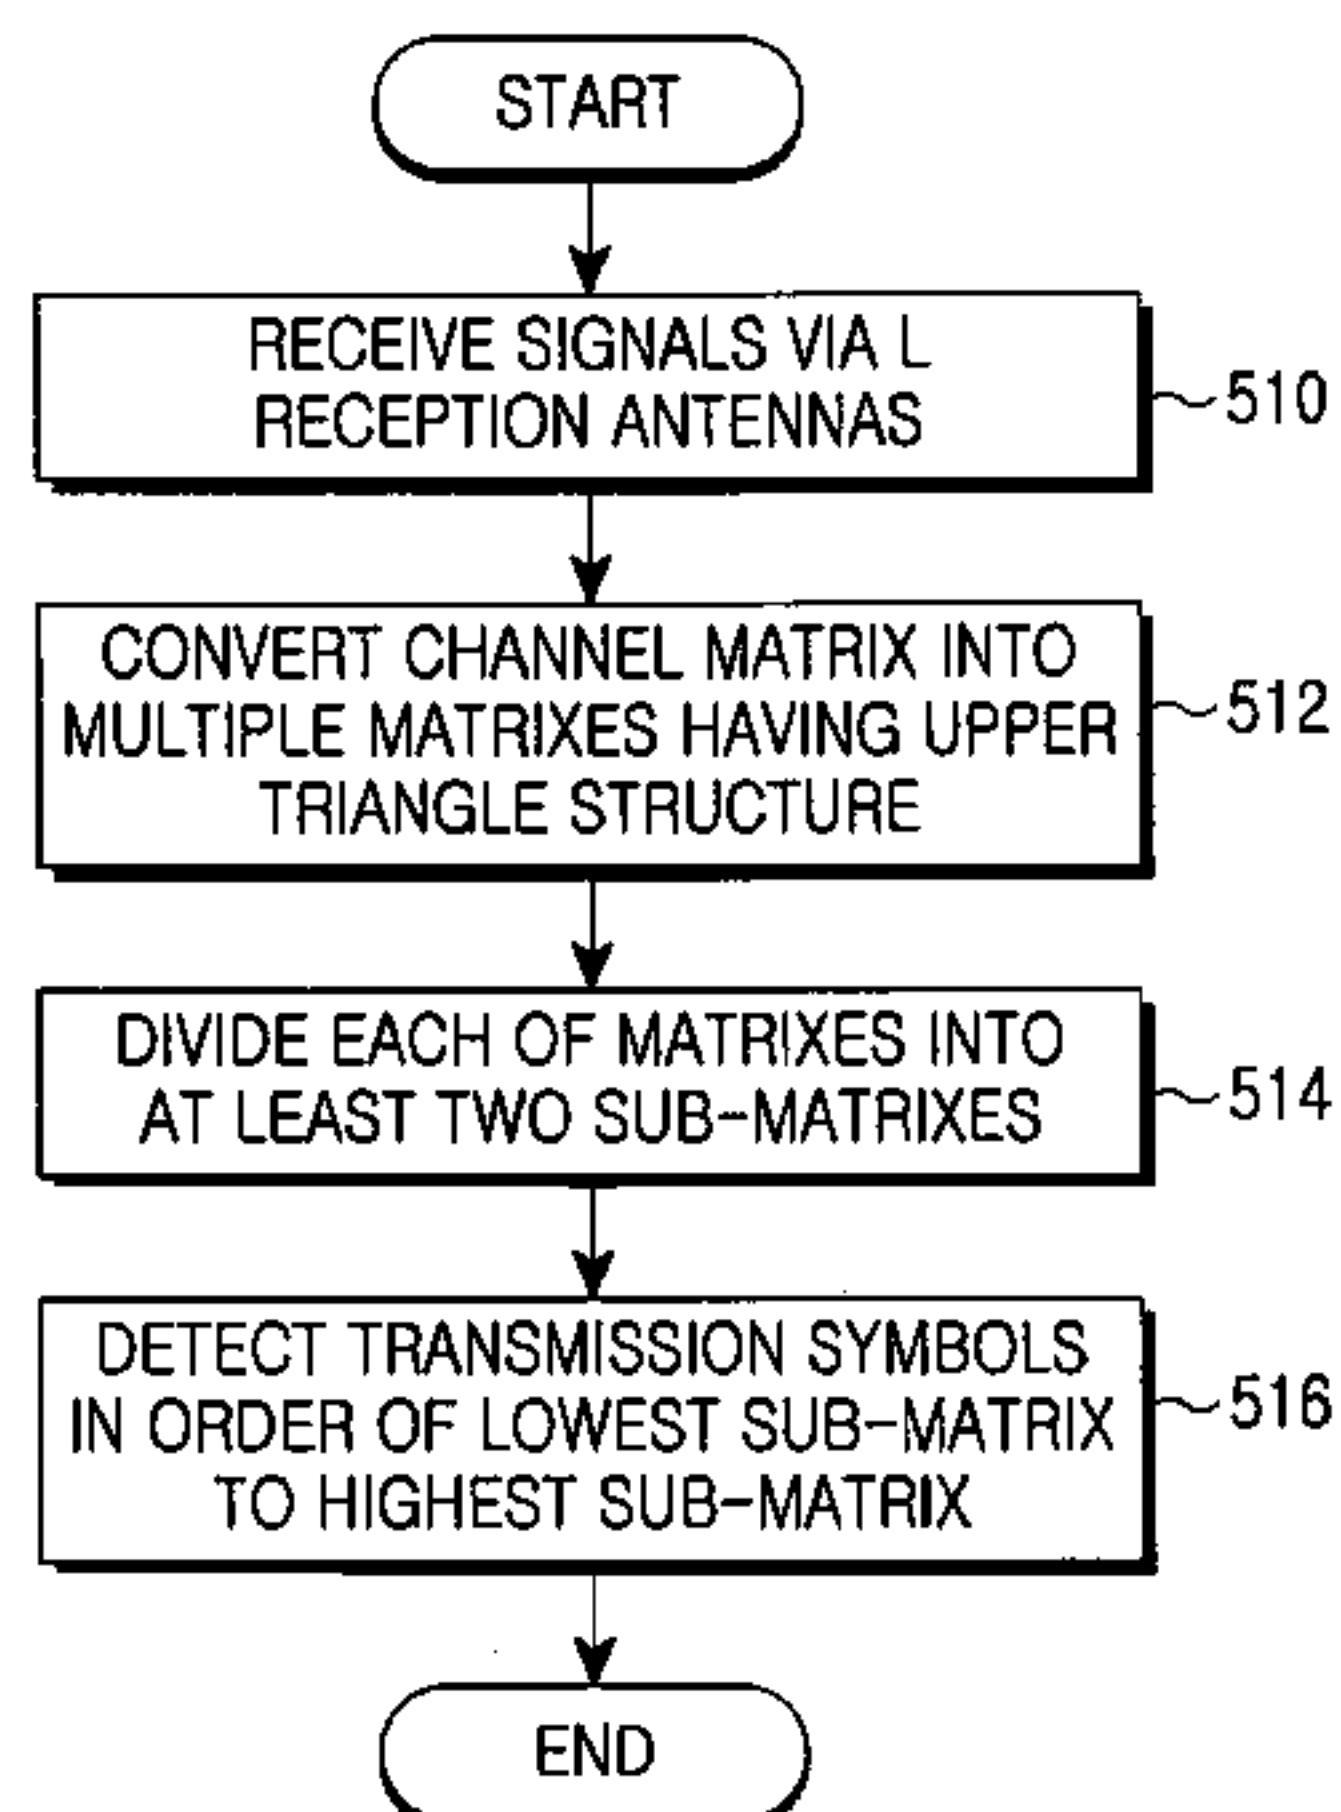 START
RECEIVE SIGNALS VIA L
RECEPTION ANTENNAS
510
CONVERT CHANNEL MATRIX INTO
MULTIPLE MATRIXES HAVING UPPER
TRIANGLE STRUCTURE
512
DIVIDE EACH OF MATRIXES INTO
AT LEAST TWO SUB-MATRIXES
514
DETECT TRANSMISSION SYMBOLS
IN ORDER OF LOWEST SUB-MATRIX
TO HIGHEST SUB-MATRIX
516
END